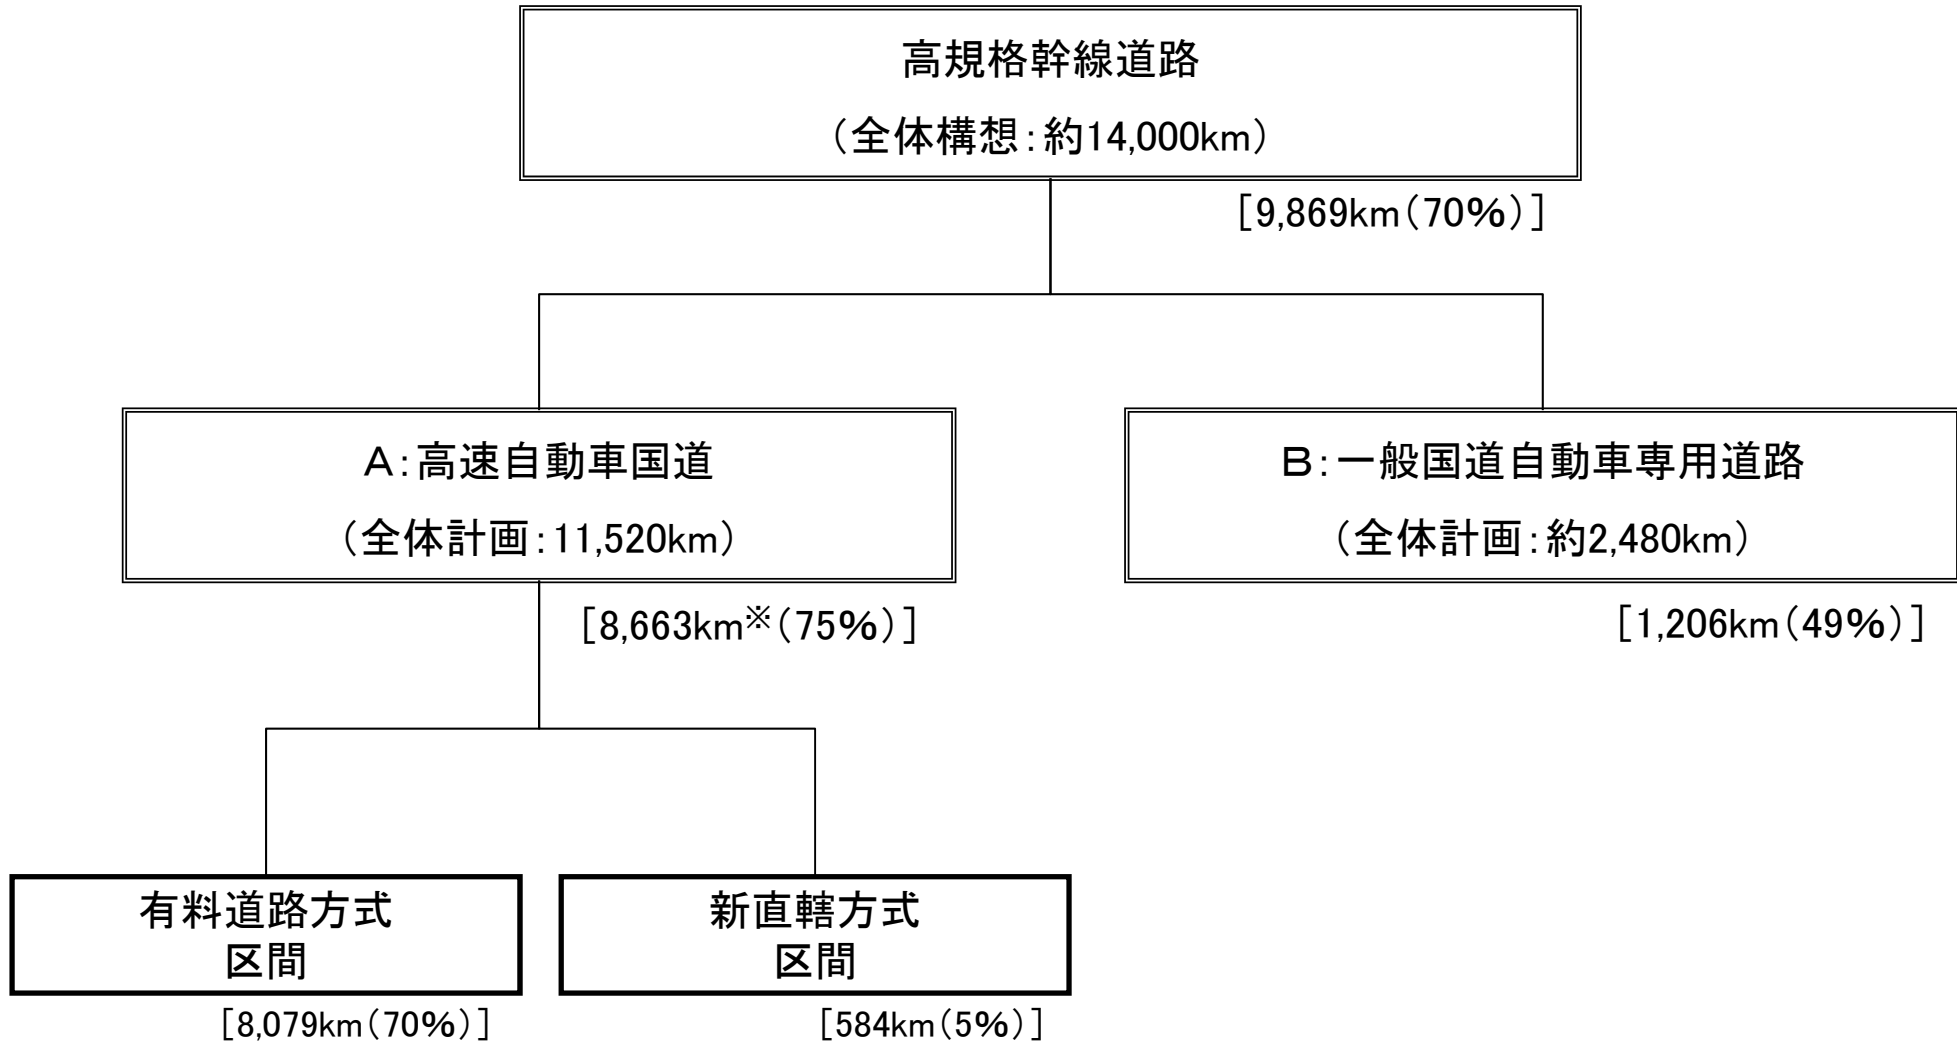 高規格幹線道路
（全体構想：約14,000km）
［9,869km（70％）］
A：高速自動車国道
（全体計画：11,520km）
［8,663km※（75％）］
B：一般国道自動車専用道路
（全体計画：約2,480km）
［1,206km（49％）］
有料道路方式
区間
［8,079km（70％）］
新直轄方式
区間
［584km（5％）］